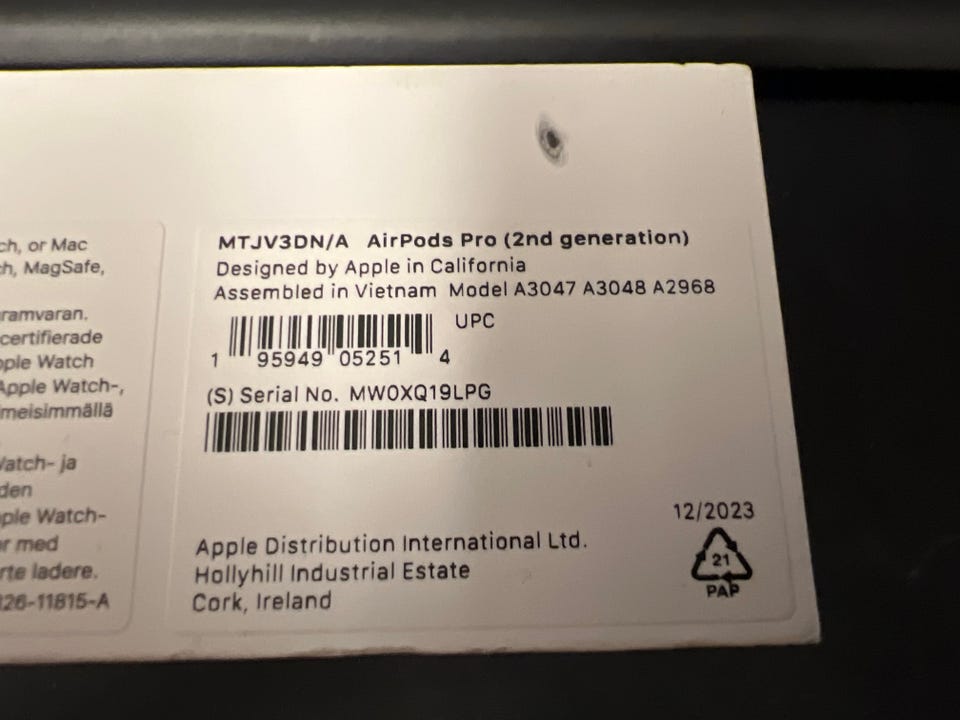 ch, or Mac
ch, MagSafe,
ramvaran.
certifierade
ple Watch
Apple Watch-,
imeisimmällä
Vatch- ja
den
ple Watch-
r med
rte ladere.
26-11815-A
MTJV3DN/A AirPods Pro (2nd generation)
Designed by Apple in California
Assembled in Vietnam Model A3047 A3048 A2968
UPC
1 95949 05251 4
(S) Serial No. MW0XQ19LPG
12/2023
Apple Distribution International Ltd.
Hollyhill Industrial Estate
Cork, Ireland
21
PAP